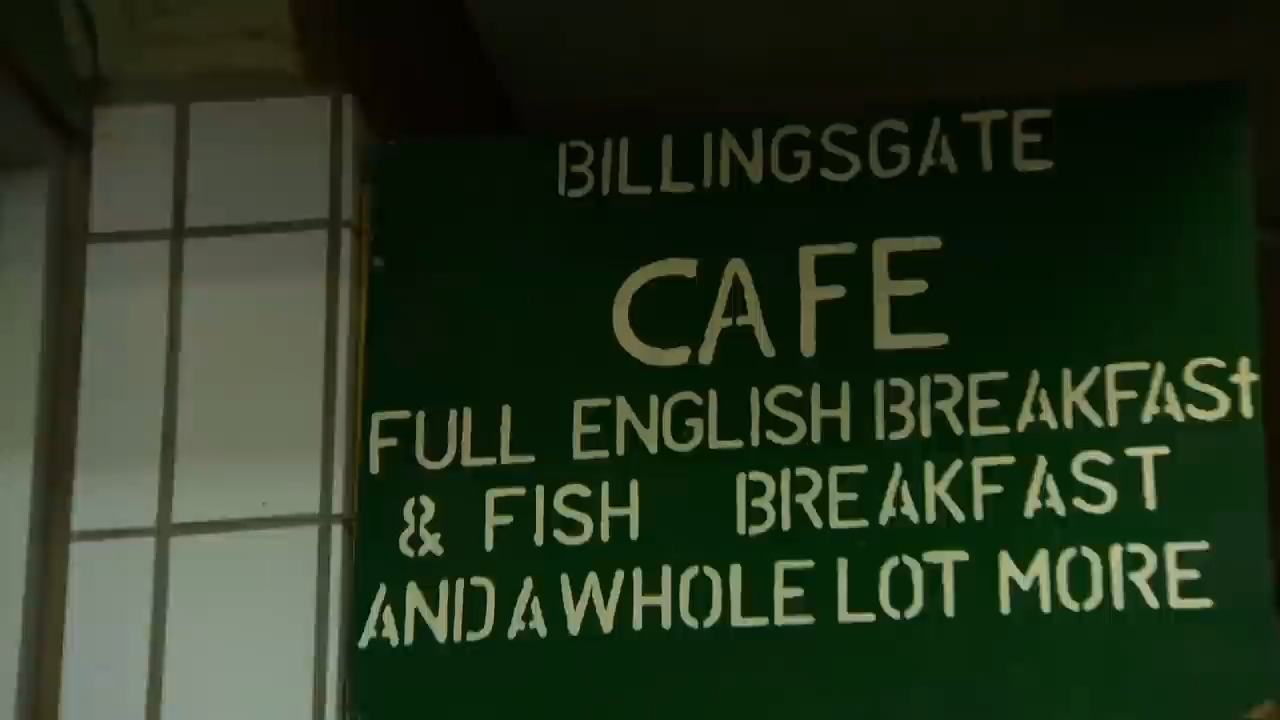 BILLINGSGATE
CAFE
FULL ENGLISH BREAKFASt
& FISH BREAKFAST
AND A WHOLE LOT MORE